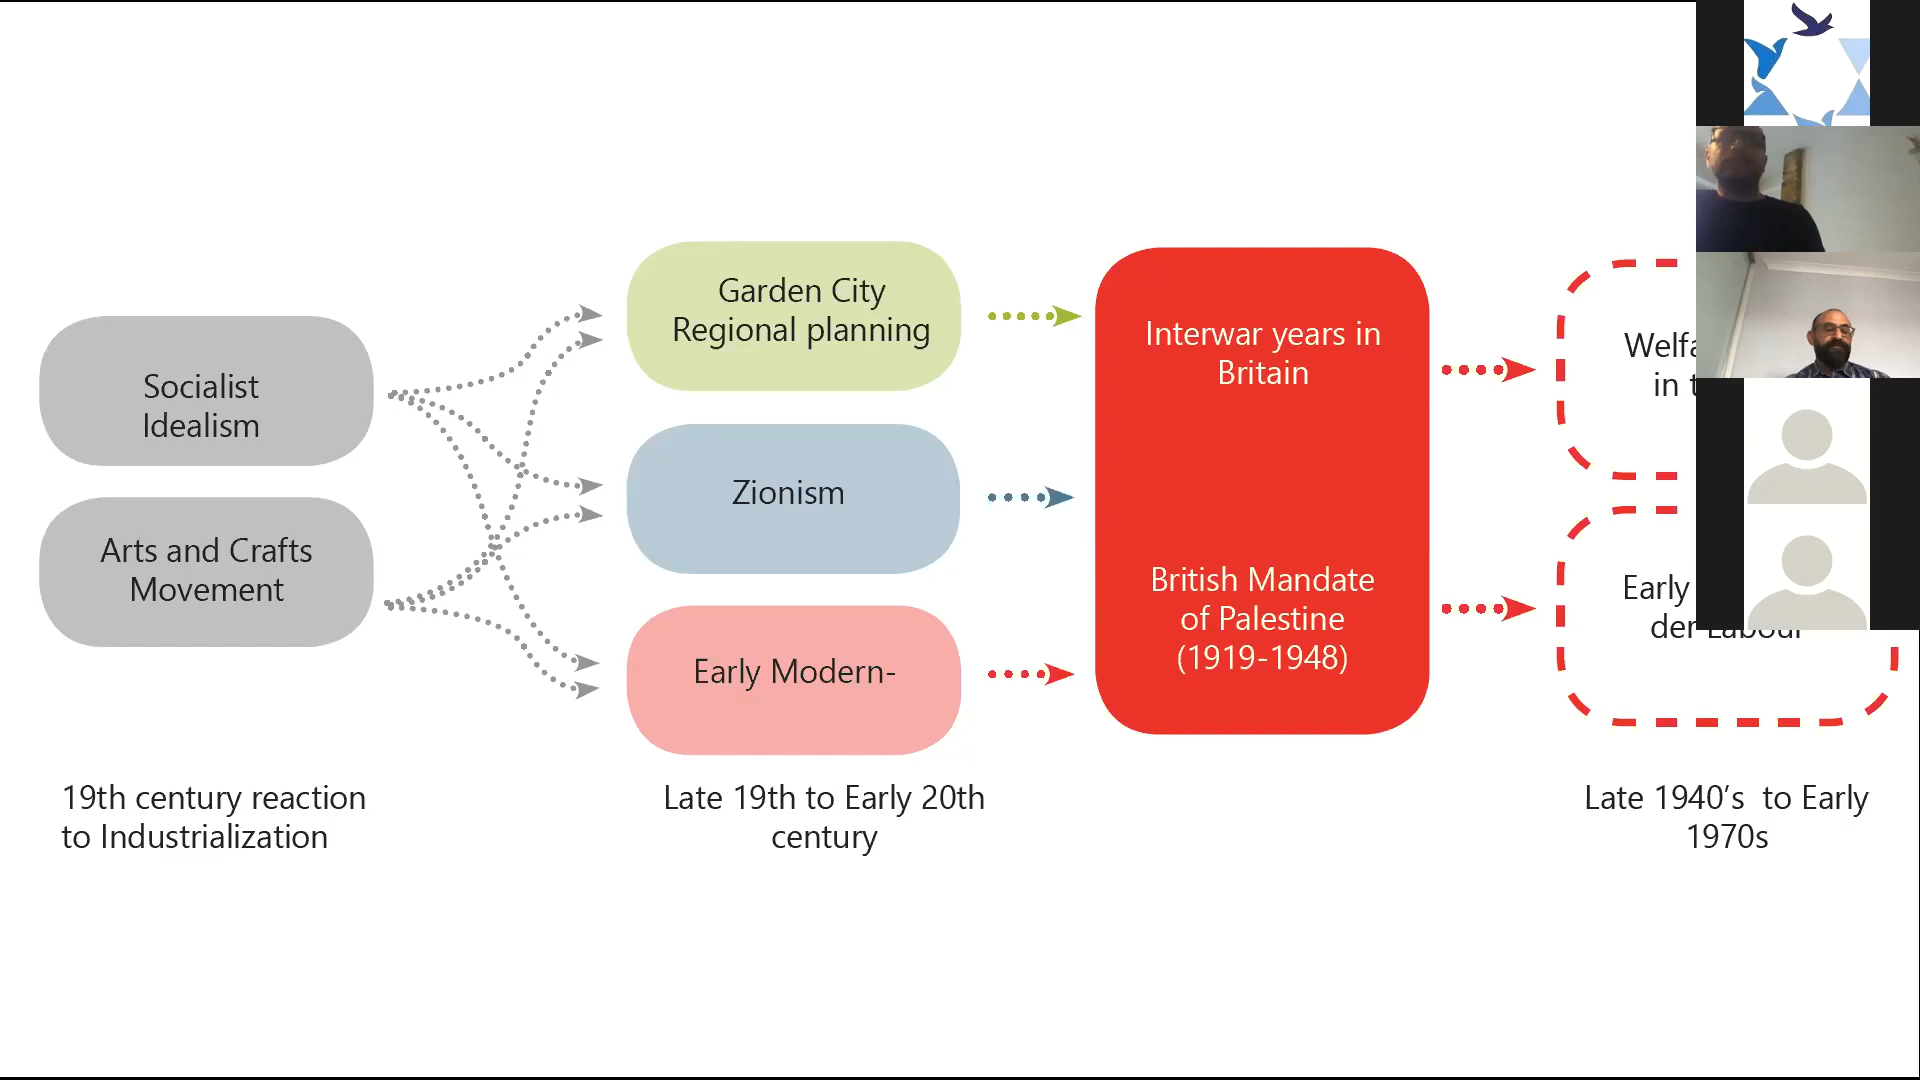 Socialist
Idealism
Arts and Crafts
Movement
19th century reaction
to Industrialization
Garden City
Regional planning
Zionism
Early Modern-
Late 19th to Early 20th
century
Interwar years in
Britain
British Mandate
of Palestine
(1919-1948)
in
Early
der Labour
Late 1940's to Early
1970s